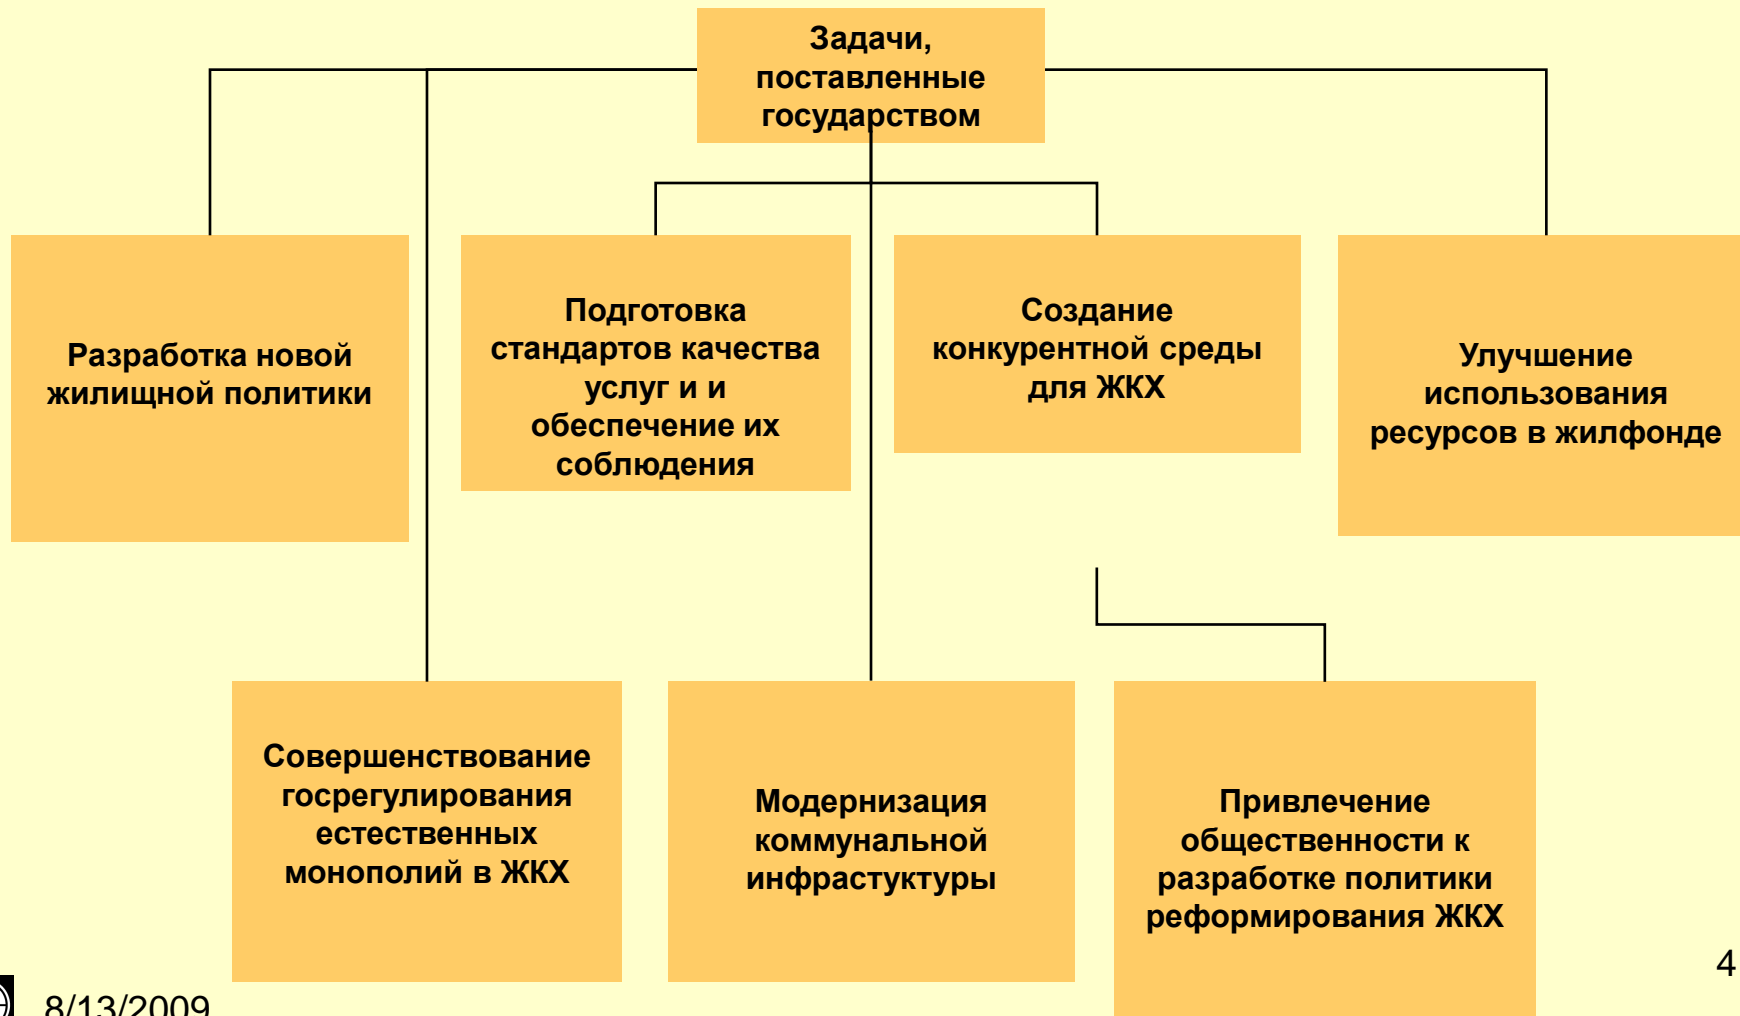 Задачи,
поставленные
государством
Разработка новой
жилищной политики
Подготовка
стандартов качества
услуг и и
обеспечение их
соблюдения
Создание
конкурентной среды
для ЖКХ
Улучшение
использования
ресурсов в жилфонде
Совершенствование
госрегулирования
естественных
монополий в ЖКХ
Модернизация
коммунальной
инфрастуктуры
Привлечение
общественности к
разработке политики
реформирования ЖКХ
4
8/13/2009